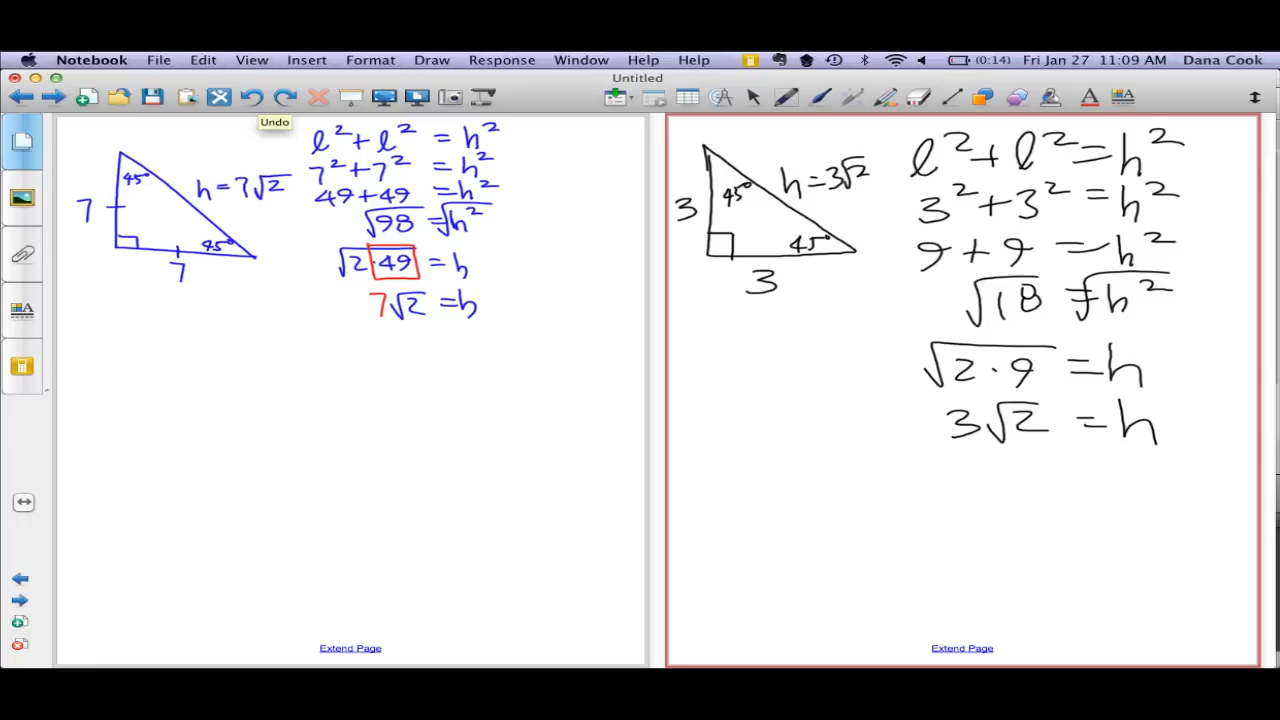 Notebook File Edit View Insert Format Draw Response Window Help Help (0:14) Fri Jan 27 11:09 AM Dana Cook
Untitled
Undo
l² + l² = h²
7² + 7² = h²
49 + 49 = h²
√98 = √h²
√2·49 = h
7√2 = h
45°
h = 7√2
7
45°
7
Extend Page
l² + l² = h²
3² + 3² = h²
9 + 9 = h²
√18 = √h²
√2·9 = h
3√2 = h
h = 3√2
45°
3
45°
3
Extend Page